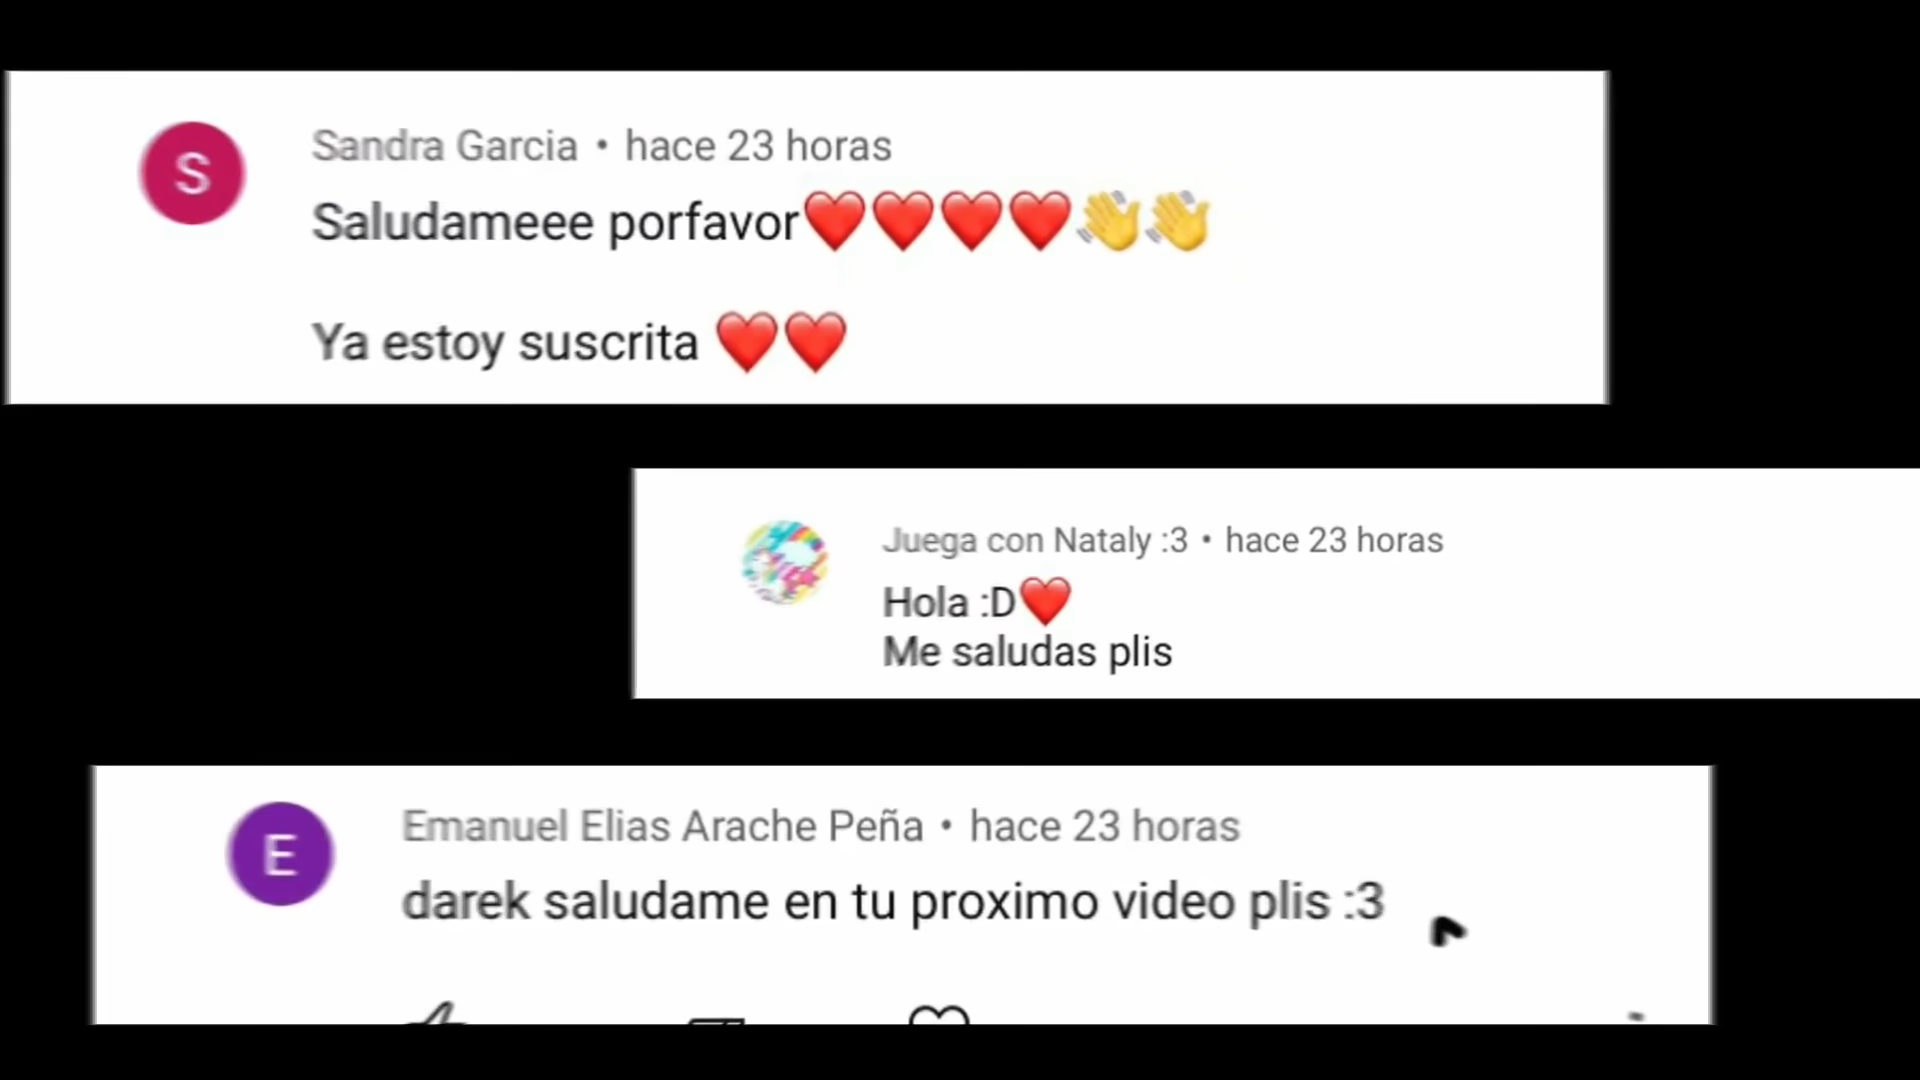 S
Sandra Garcia • hace 23 horas
Saludameee porfavor❤️❤️❤️❤️👋👋
Ya estoy suscrita ❤️❤️
Juega con Nataly :3 • hace 23 horas
Hola :D❤️
Me saludas plis
E
Emanuel Elias Arache Peña • hace 23 horas
darek saludame en tu proximo video plis :3